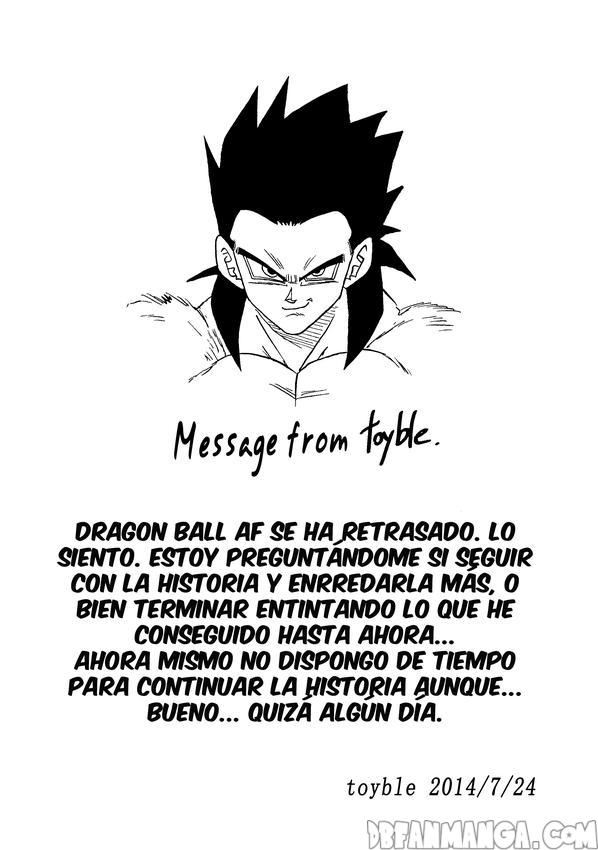 Message from toyble.
DRAGON BALL AF SE HA RETRASADO. LO
SIENTO. ESTOY PREGUNTÁNDOME SI SEGUIR
CON LA HISTORIA Y ENRREDARLA MÁS, O
BIEN TERMINAR ENTINTANDO LO QUE HE
CONSEGUIDO HASTA AHORA...
AHORA MISMO NO DISPONGO DE TIEMPO
PARA CONTINUAR LA HISTORIA AUNQUE...
BUENO... QUIZÁ ALGÚN DÍA.
toyble 2014/7/24
DBFANMANGA.COM